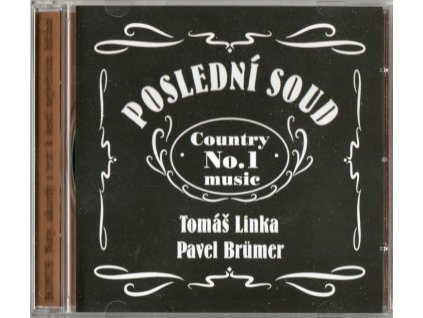 POSLEDNÍ SOUD
Country
No.1
music
Tomáš Linka
Pavel Brümer